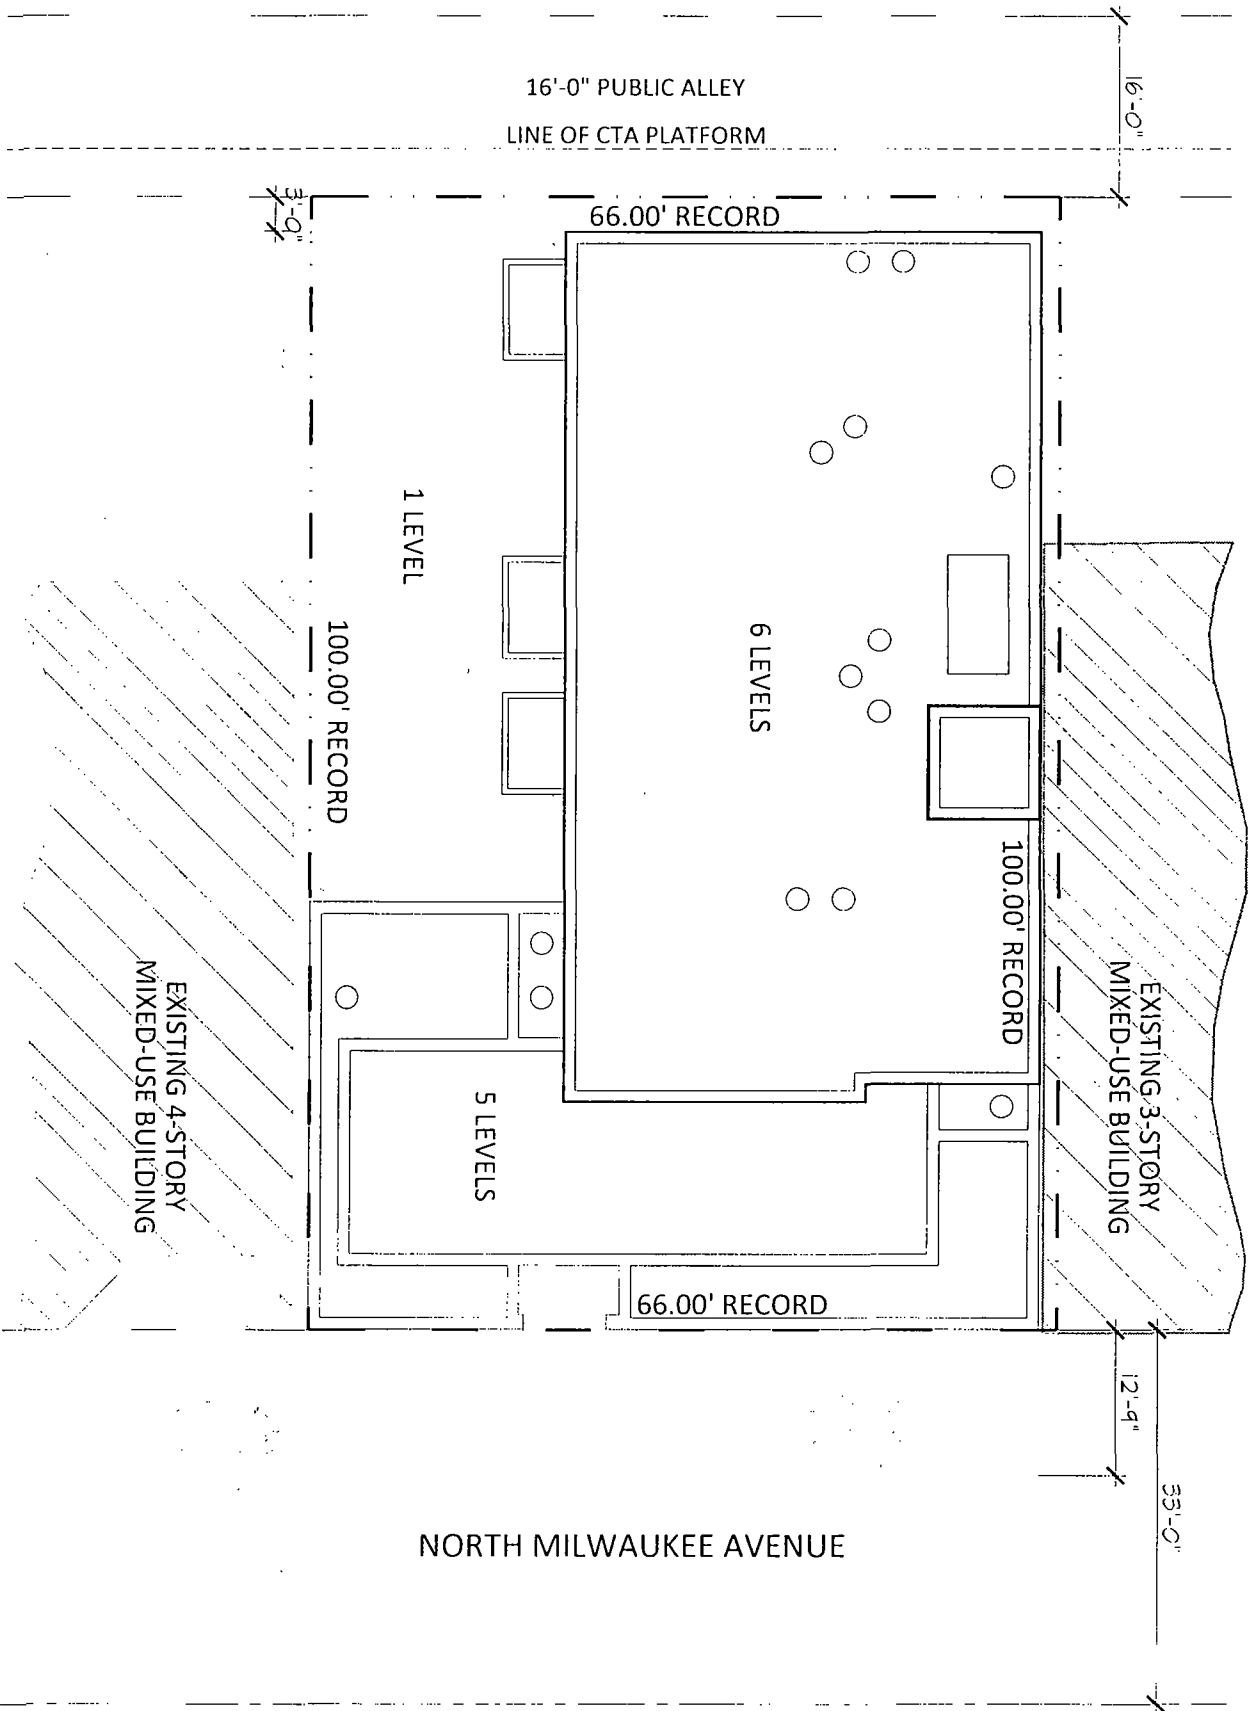 16'-0" PUBLIC ALLEY
16'-0"
LINE OF CTA PLATFORM
3'-0"
66.00' RECORD
1 LEVEL
6 LEVELS
100.00' RECORD
100.00' RECORD
EXISTING 3-STORY
MIXED-USE BUILDING
EXISTING 4-STORY
MIXED-USE BUILDING
5 LEVELS
66.00' RECORD
12'-9"
33'-0"
NORTH MILWAUKEE AVENUE